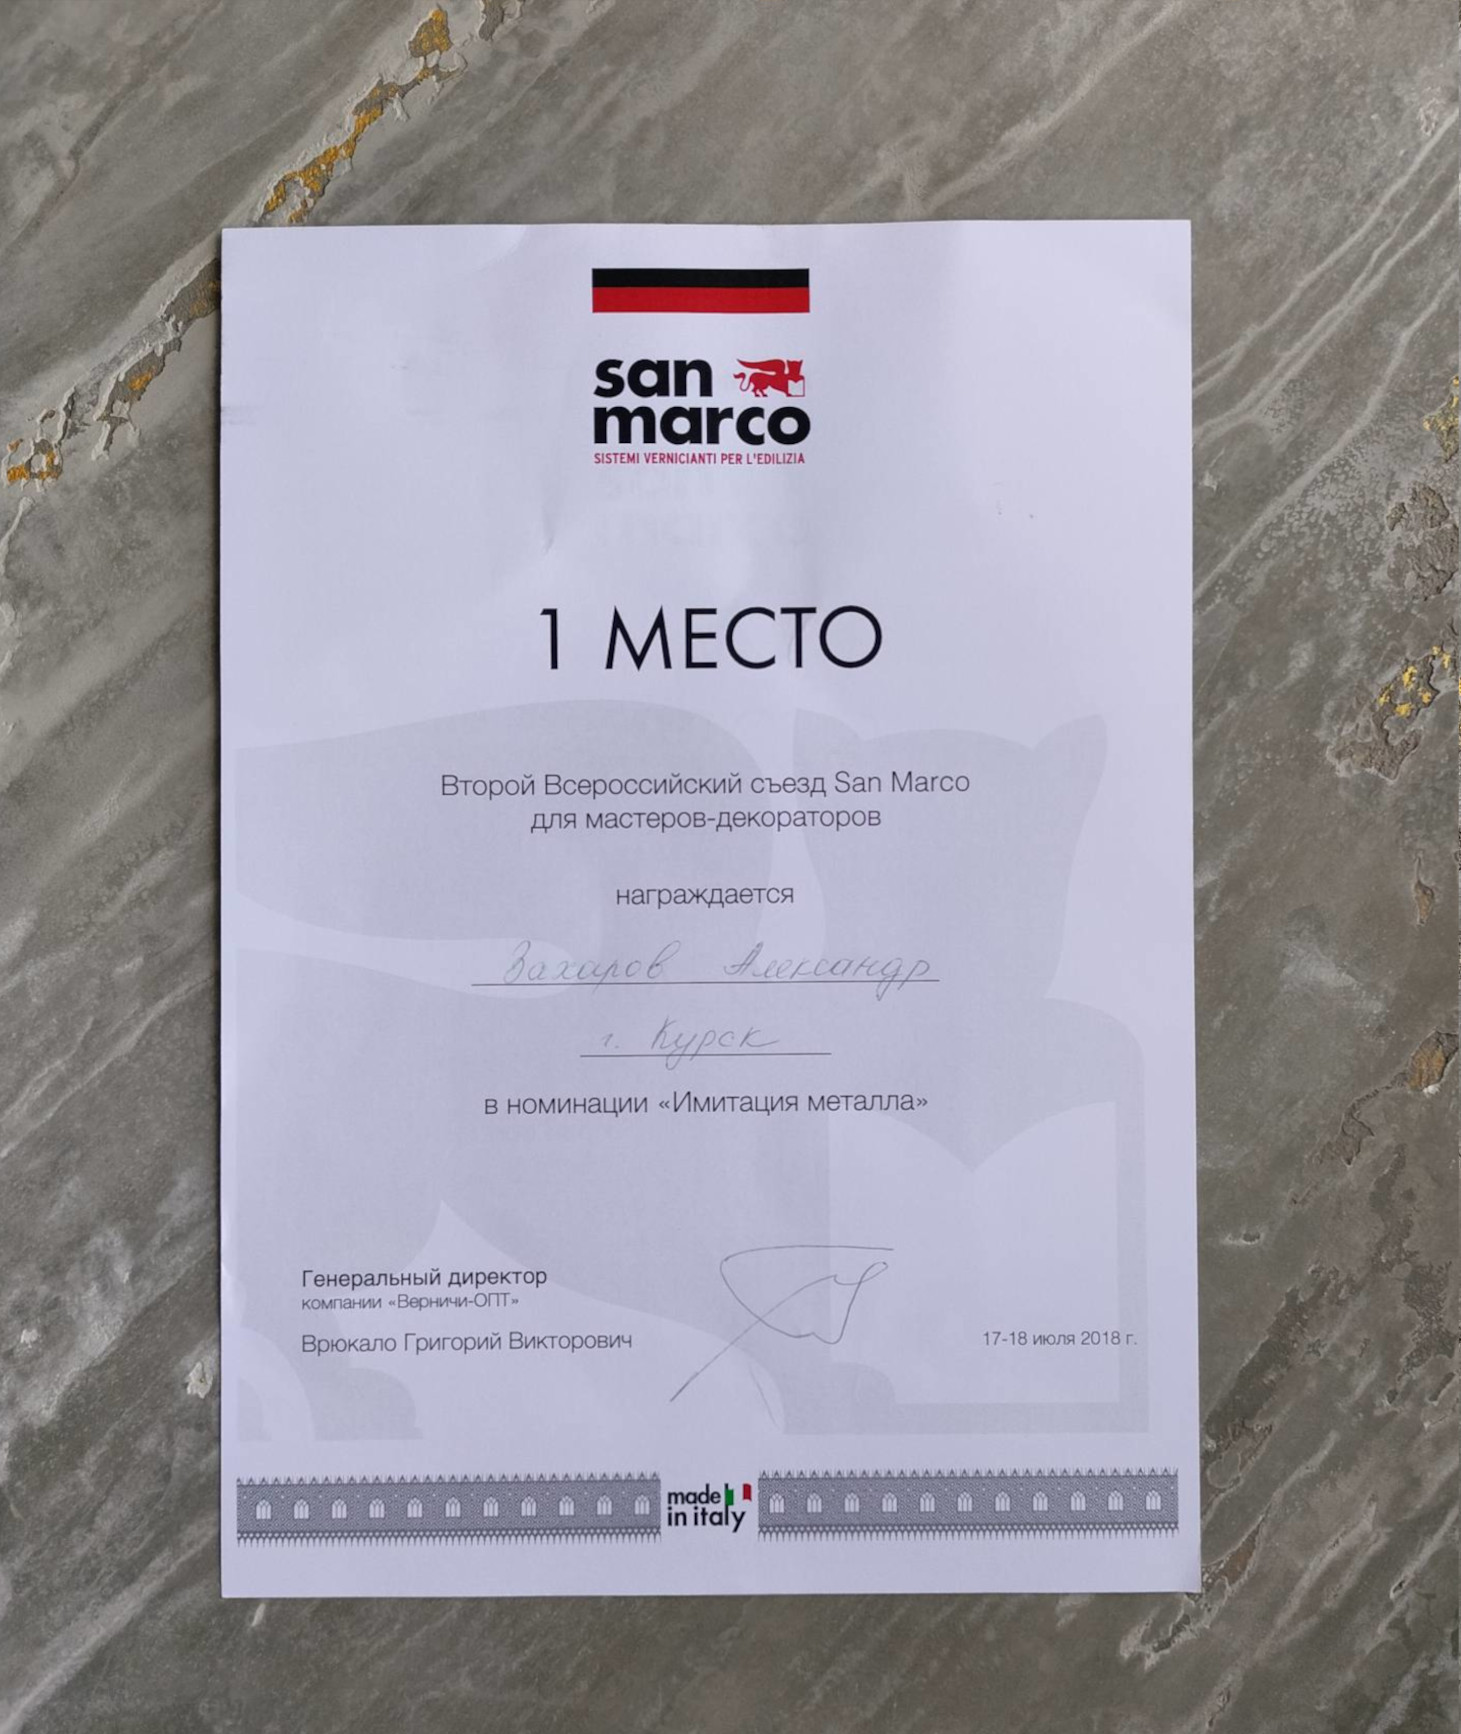 san
marco
SISTEMI VERNICIANTI PER L'EDILIZIA
1 МЕСТО
Второй Всероссийский съезд San Marco
для мастеров-декораторов
награждается
Захаров Александр
г. Курск
в номинации «Имитация металла»
Генеральный директор
компании «Верничи-ОПТ»
Врюкало Григорий Викторович
17-18 июля 2018 г.
made
in italy